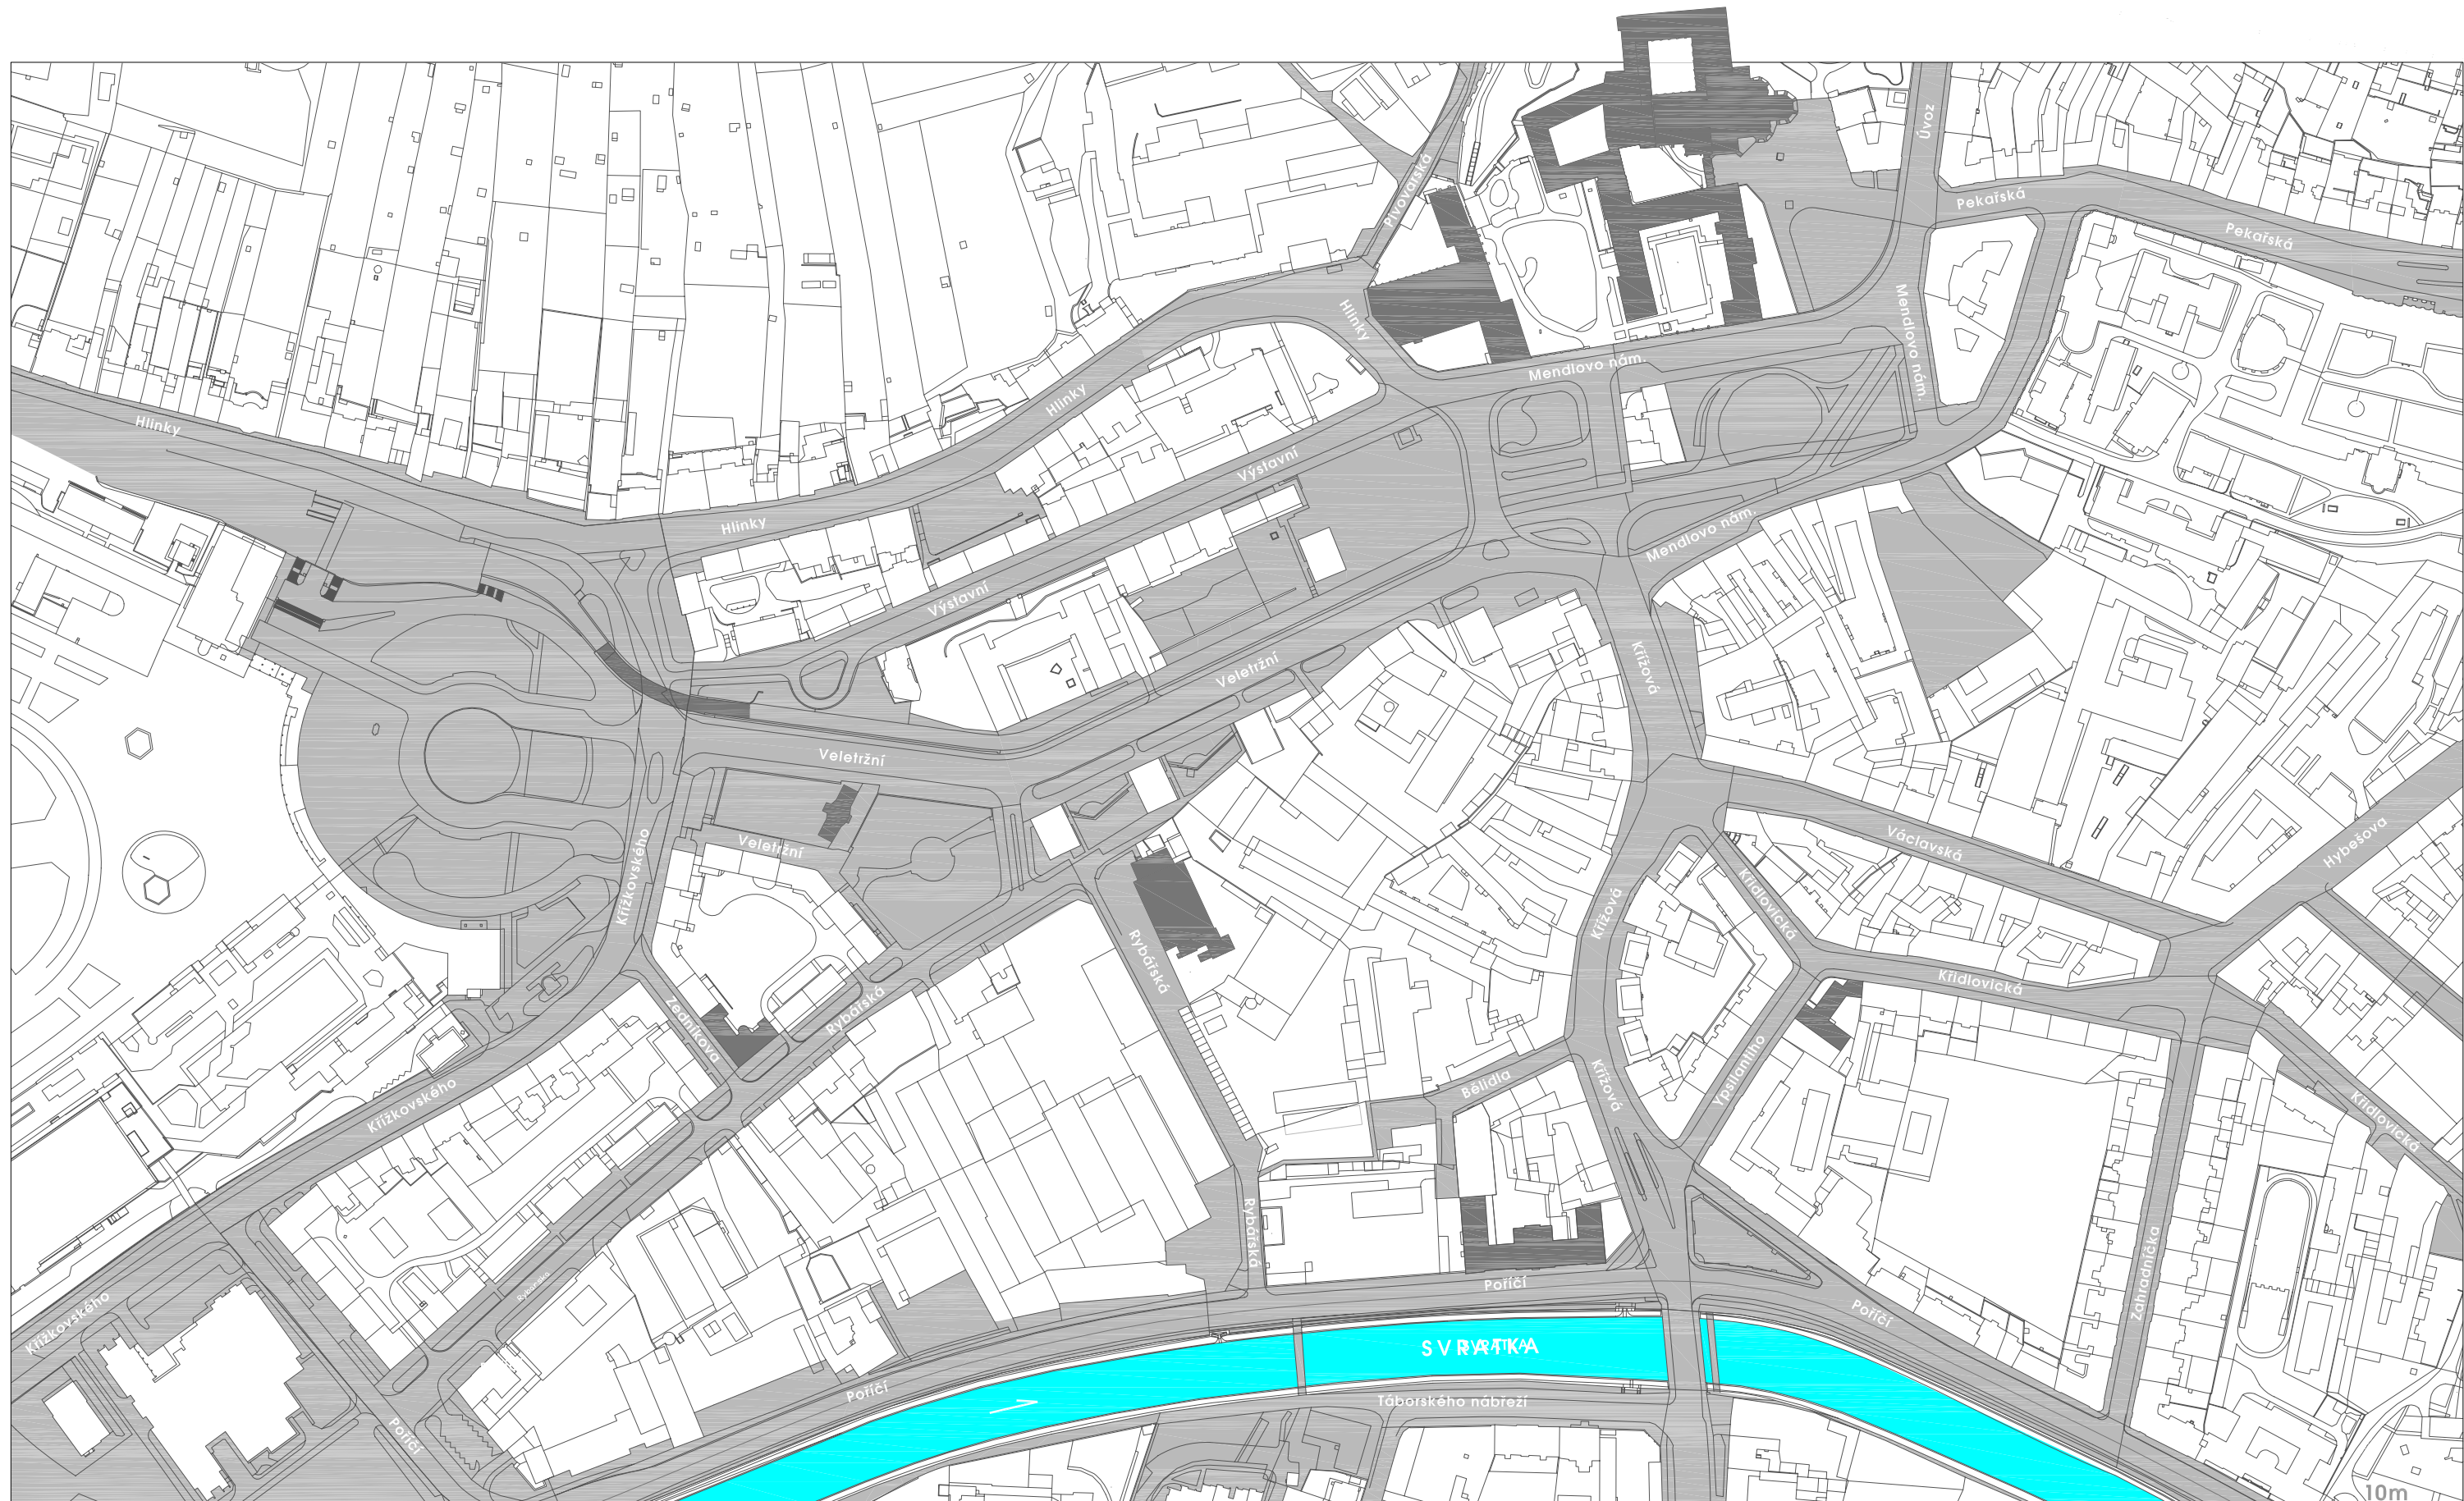 Úvoz
Pivovarská
Pekařská
Pekařská
Hlinky
Mendlovo nám.
Mendlovo nám.
Hlinky
Hlinky
Výstavní
Hlinky
Mendlovo nám.
Výstavní
Křížová
Veletržní
Veletržní
Veletržní
Křížkovského
Václavská
Hybešova
Křídlovická
Křížová
Rybářská
Křídlovická
Rybářská
Zedníkova
Ypsilantiho
Bělidla
Křížová
Křížkovského
Křídlovická
Rybářská
Zahradníčka
Rybářská
Poříčí
Křížkovského
Poříčí
SVRATKA
Poříčí
Táborského nábřeží
Poříčí
10m